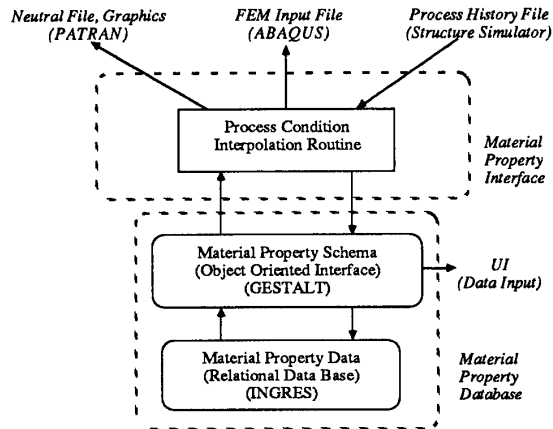 Neutral File, Graphics
(PATRAN)
FEM Input File
(ABAQUS)
Process History File
(Structure Simulator)
Process Condition
Interpolation Routine
Material
Property
Interface
Material Property Schema
(Object Oriented Interface)
(GESTALT)
UI
(Data Input)
Material Property Data
(Relational Data Base)
(INGRES)
Material
Property
Database